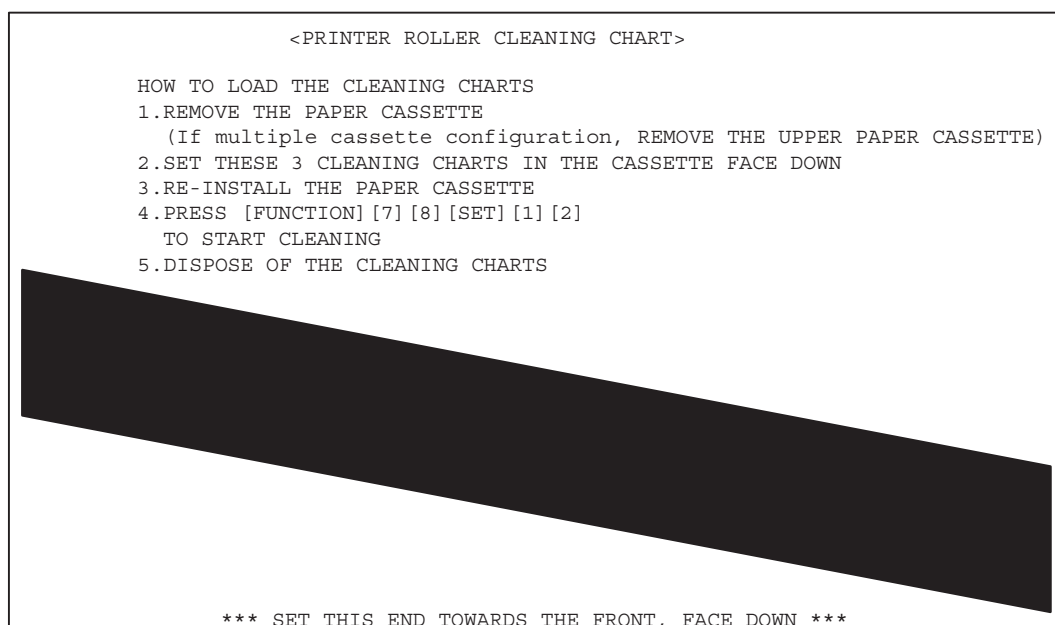 <PRINTER ROLLER CLEANING CHART>
HOW TO LOAD THE CLEANING CHARTS
1.REMOVE THE PAPER CASSETTE
(If multiple cassette configuration, REMOVE THE UPPER PAPER CASSETTE)
2.SET THESE 3 CLEANING CHARTS IN THE CASSETTE FACE DOWN
3.RE-INSTALL THE PAPER CASSETTE
4.PRESS [FUNCTION][7][8][SET][1][2]
TO START CLEANING
5.DISPOSE OF THE CLEANING CHARTS
*** SET THIS END TOWARDS THE FRONT, FACE DOWN ***